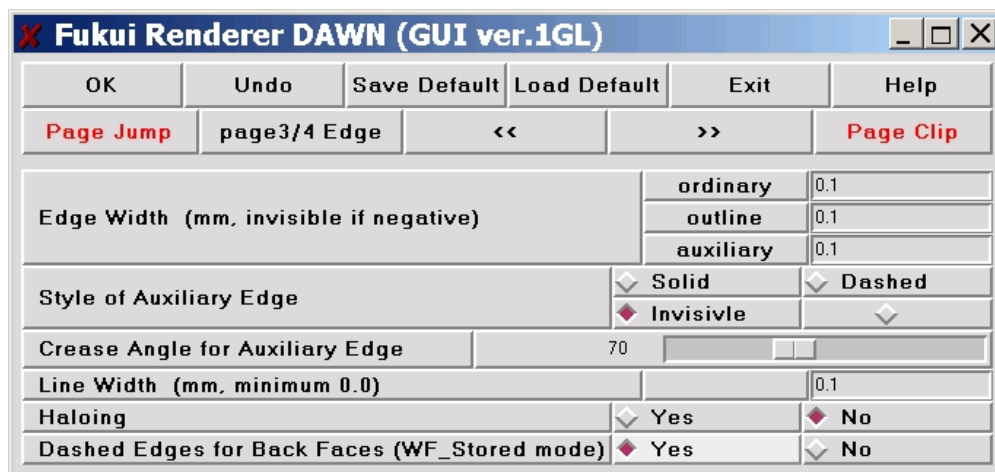 Fukui Renderer DAWN (GUI ver.1GL)
OK Undo Save Default Load Default Exit Help
Page Jump page3/4 Edge << >> Page Clip
Edge Width (mm, invisible if negative) ordinary 0.1
outline 0.1
auxiliary 0.1
Style of Auxiliary Edge Solid Dashed
Invisivle
Crease Angle for Auxiliary Edge 70
Line Width (mm, minimum 0.0) 0.1
Haloing Yes No
Dashed Edges for Back Faces (WF_Stored mode) Yes No